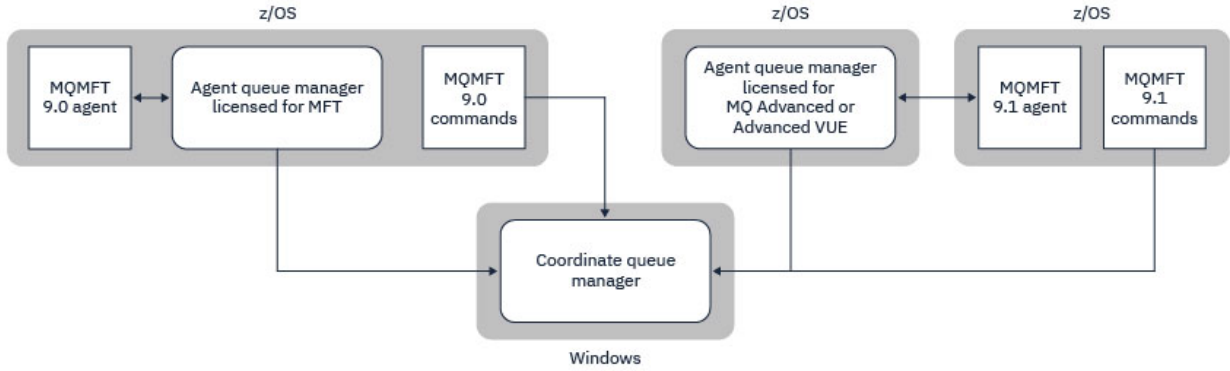 z/OS
z/OS
z/OS
MQMFT
9.0 agent
Agent queue manager
licensed for MFT
MQMFT
9.0
commands
Agent queue manager
licensed for
MQ Advanced or
Advanced VUE
MQMFT
9.1 agent
MQMFT
9.1
commands
Coordinate queue
manager
Windows